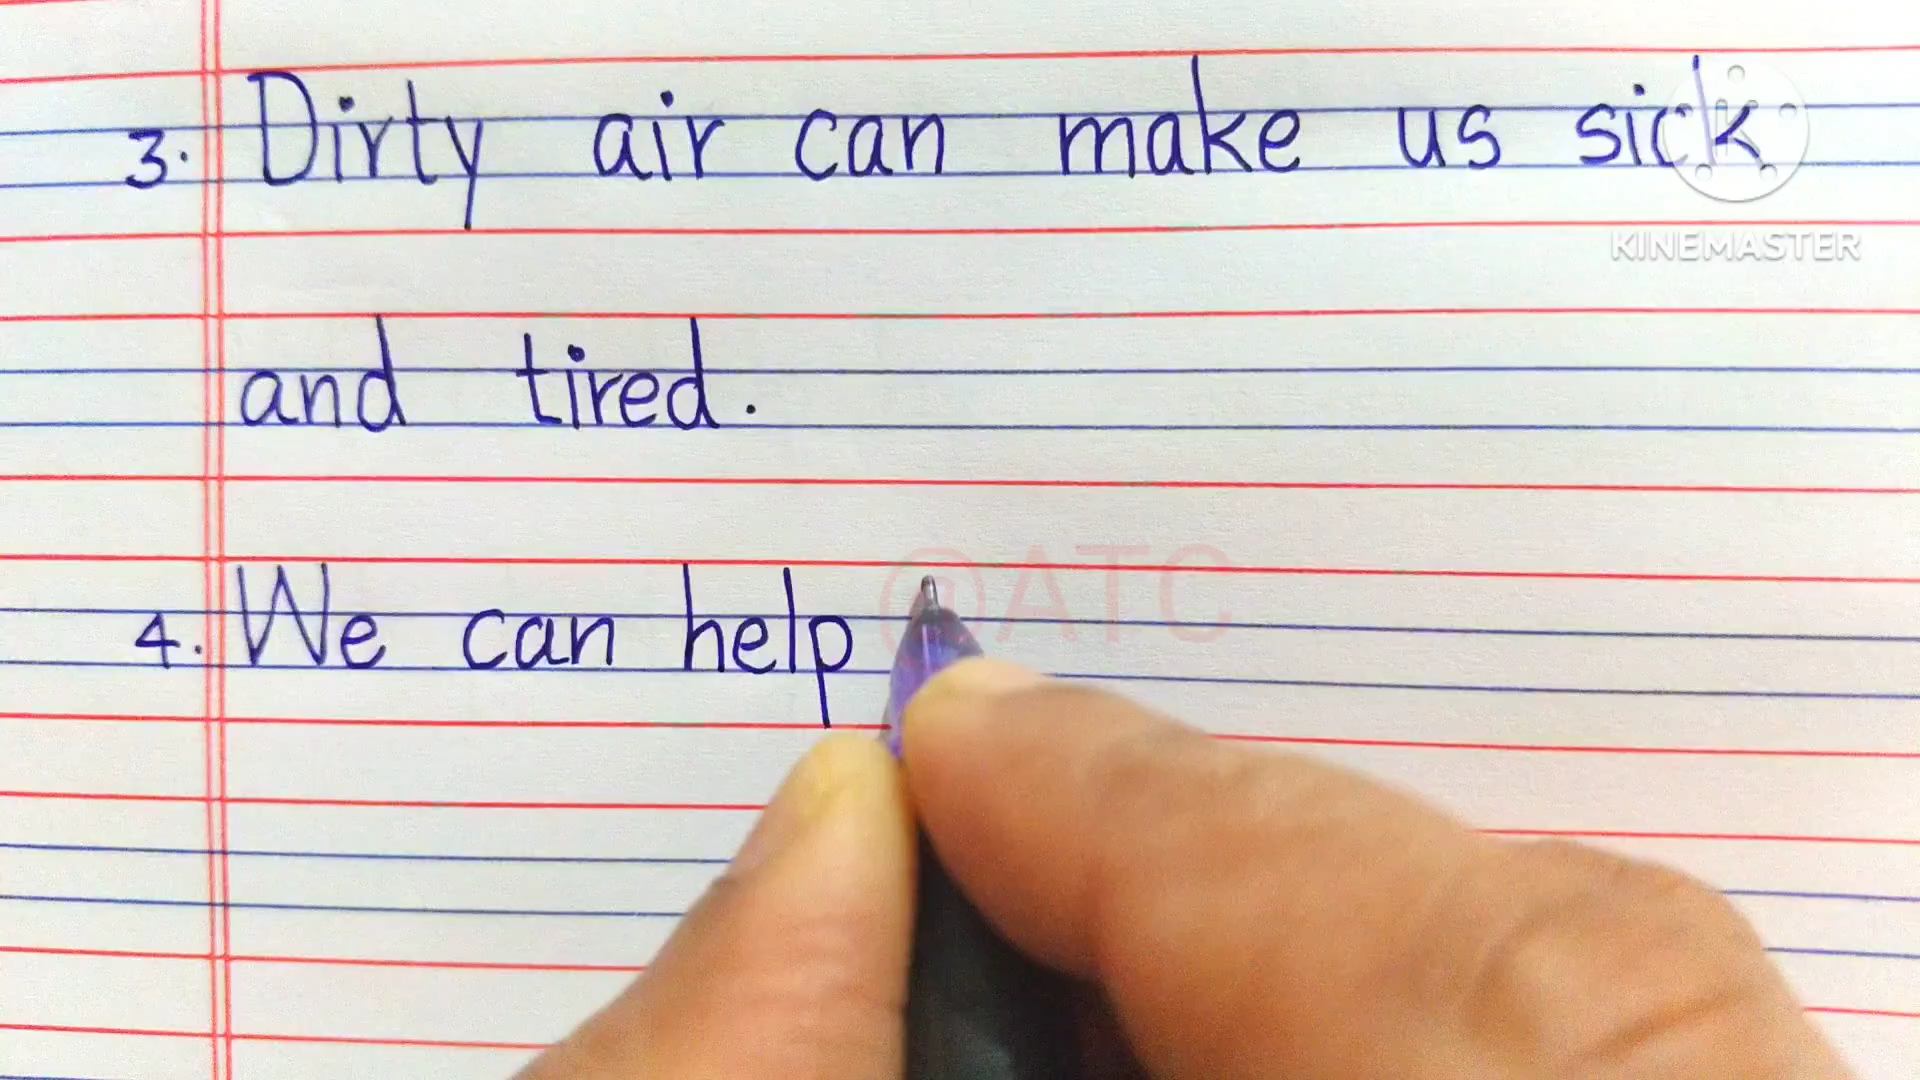 3. Dirty air can make us sick
KINEMASTER
and tired.
@ATC
4. We can help